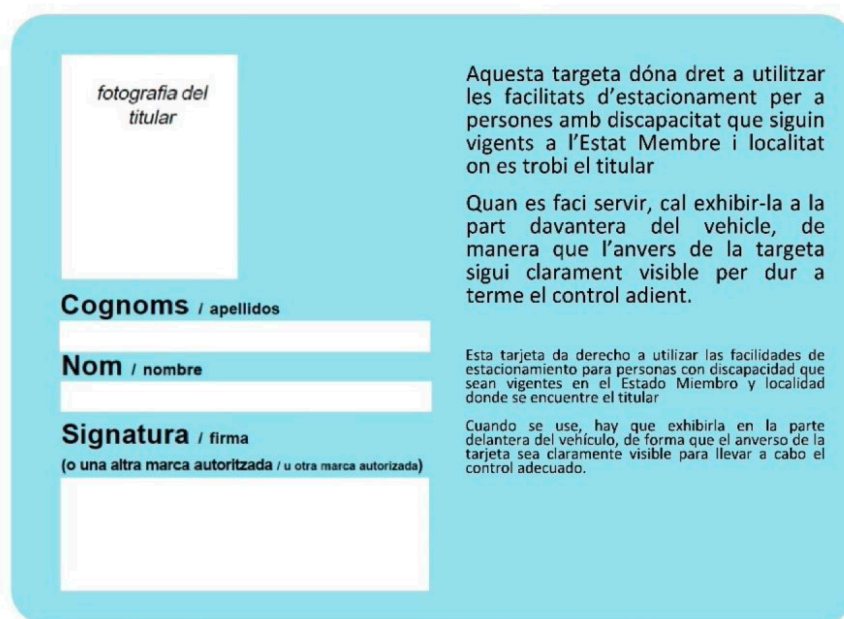 fotografia del
titular
Cognoms / apellidos
Nom / nombre
Signatura / firma
(o una altra marca autoritzada / u otra marca autorizada)
Aquesta targeta dóna dret a utilitzar
les facilitats d'estacionament per a
persones amb discapacitat que siguin
vigents a l'Estat Membre i localitat
on es trobi el titular
Quan es faci servir, cal exhibir-la a la
part davantera del vehicle, de
manera que l'anvers de la targeta
sigui clarament visible per dur a
terme el control adient.
Esta tarjeta da derecho a utilizar las facilidades de
estacionamiento para personas con discapacidad que
sean vigentes en el Estado Miembro y localidad
donde se encuentre el titular
Cuando se use, hay que exhibirla en la parte
delantera del vehículo, de forma que el anverso de la
tarjeta sea claramente visible para llevar a cabo el
control adecuado.